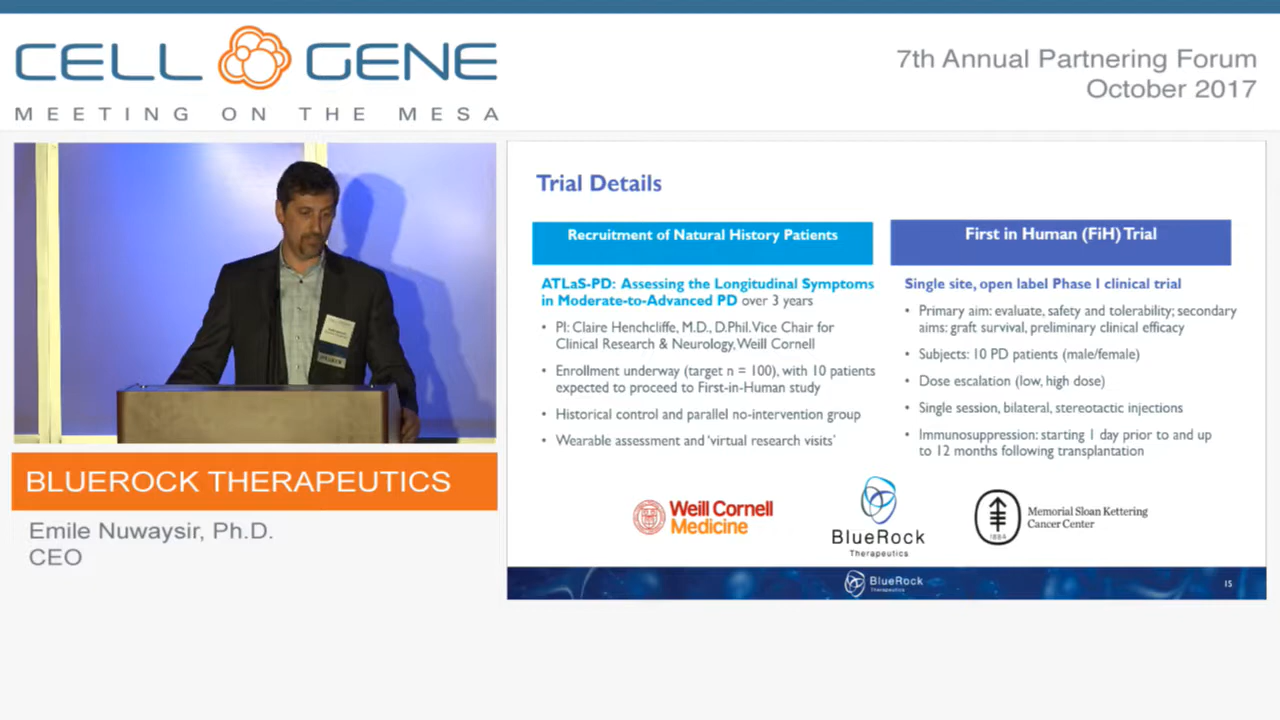 CELL GENE
MEETING ON THE MESA
7th Annual Partnering Forum
October 2017
BLUEROCK THERAPEUTICS
Emile Nuwaysir, Ph.D.
CEO
Trial Details
Recruitment of Natural History Patients
ATLaS-PD: Assessing the Longitudinal Symptoms
in Moderate-to-Advanced PD over 3 years
• PI: Claire Henchcliffe, M.D., D.Phil. Vice Chair for
Clinical Research & Neurology, Weill Cornell
• Enrollment underway (target n = 100), with 10 patients
expected to proceed to First-in-Human study
• Historical control and parallel no-intervention group
• Wearable assessment and ‘virtual research visits’
First in Human (FiH) Trial
Single site, open label Phase I clinical trial
• Primary aim: evaluate, safety and tolerability; secondary
aims: graft survival, preliminary clinical efficacy
• Subjects: 10 PD patients (male/female)
• Dose escalation (low, high dose)
• Single session, bilateral, stereotactic injections
• Immunosuppression: starting 1 day prior to and up
to 12 months following transplantation
Weill Cornell
Medicine
BlueRock
Therapeutics
1884
Memorial Sloan Kettering
Cancer Center
BlueRock
Therapeutics
15